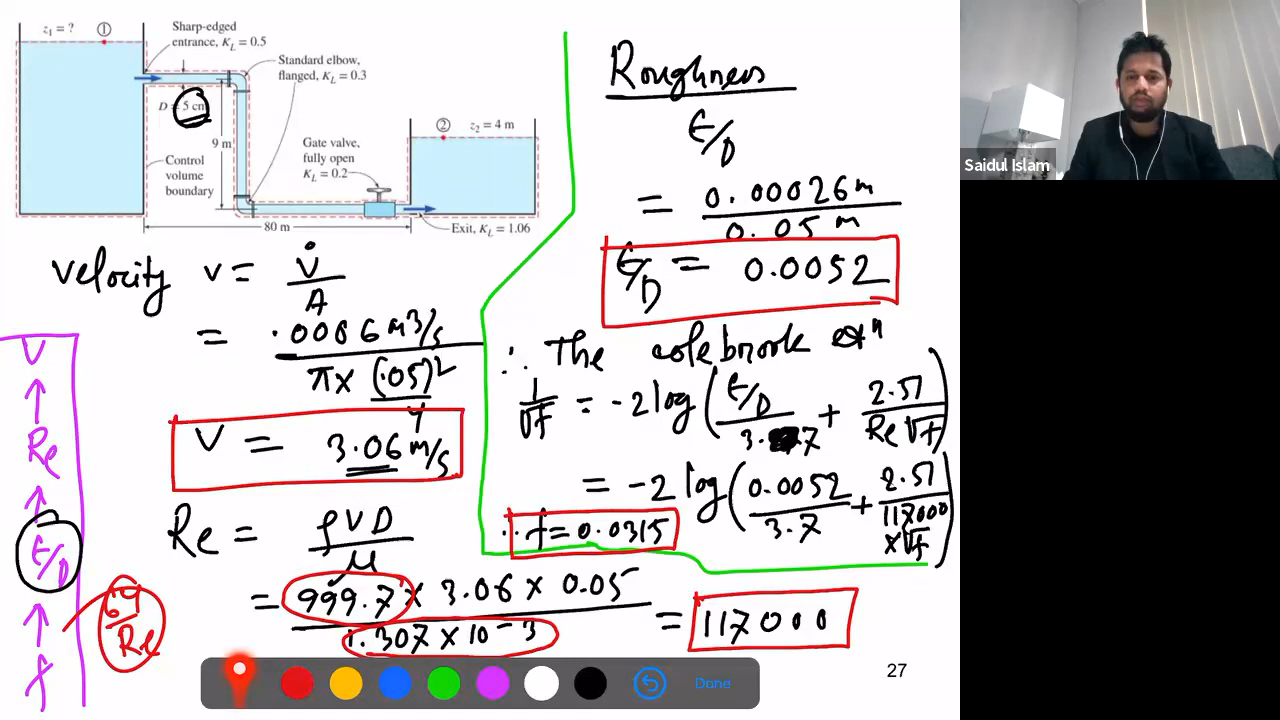 z₁ = ?
①
Sharp-edged
entrance, K_L = 0.5
Standard elbow,
flanged, K_L = 0.3
D = 5 cm
9 m
Control
volume
boundary
Gate valve,
fully open
K_L = 0.2
②
z₂ = 4 m
80 m
Exit, K_L = 1.06
Velocity v = V̇/A
= .0086 m3/s / π× (.05)²/4
V = 3.06 m/s
Re = ρVD/μ
= 999.7 × 3.06 × 0.05 / 1.307 × 10⁻³ = 117000
V
↑
Re
↑
ε/D
↑
f
64/Re
Roughness
ε/D
= 0.00026 m / 0.05 m
ε/D = 0.0052
∴ The colebrook
1/√f = -2 log ( ε/D / 3.7 + 2.51 / Re √f )
= -2 log ( 0.0052 / 3.7 + 2.51 / 117000 × √f )
∴ f = 0.0315
Saidul Islam
27
Done